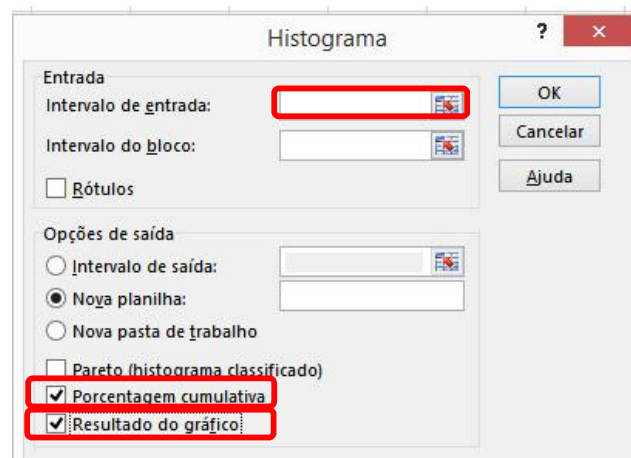 Histograma
?
×
Entrada
Intervalo de entrada:
OK
Intervalo do bloco:
Cancelar
Rótulos
Ajuda
Opções de saída
Intervalo de saída:
Nova planilha:
Nova pasta de trabalho
Pareto (histograma classificado)
Porcentagem cumulativa
Resultado do gráfico